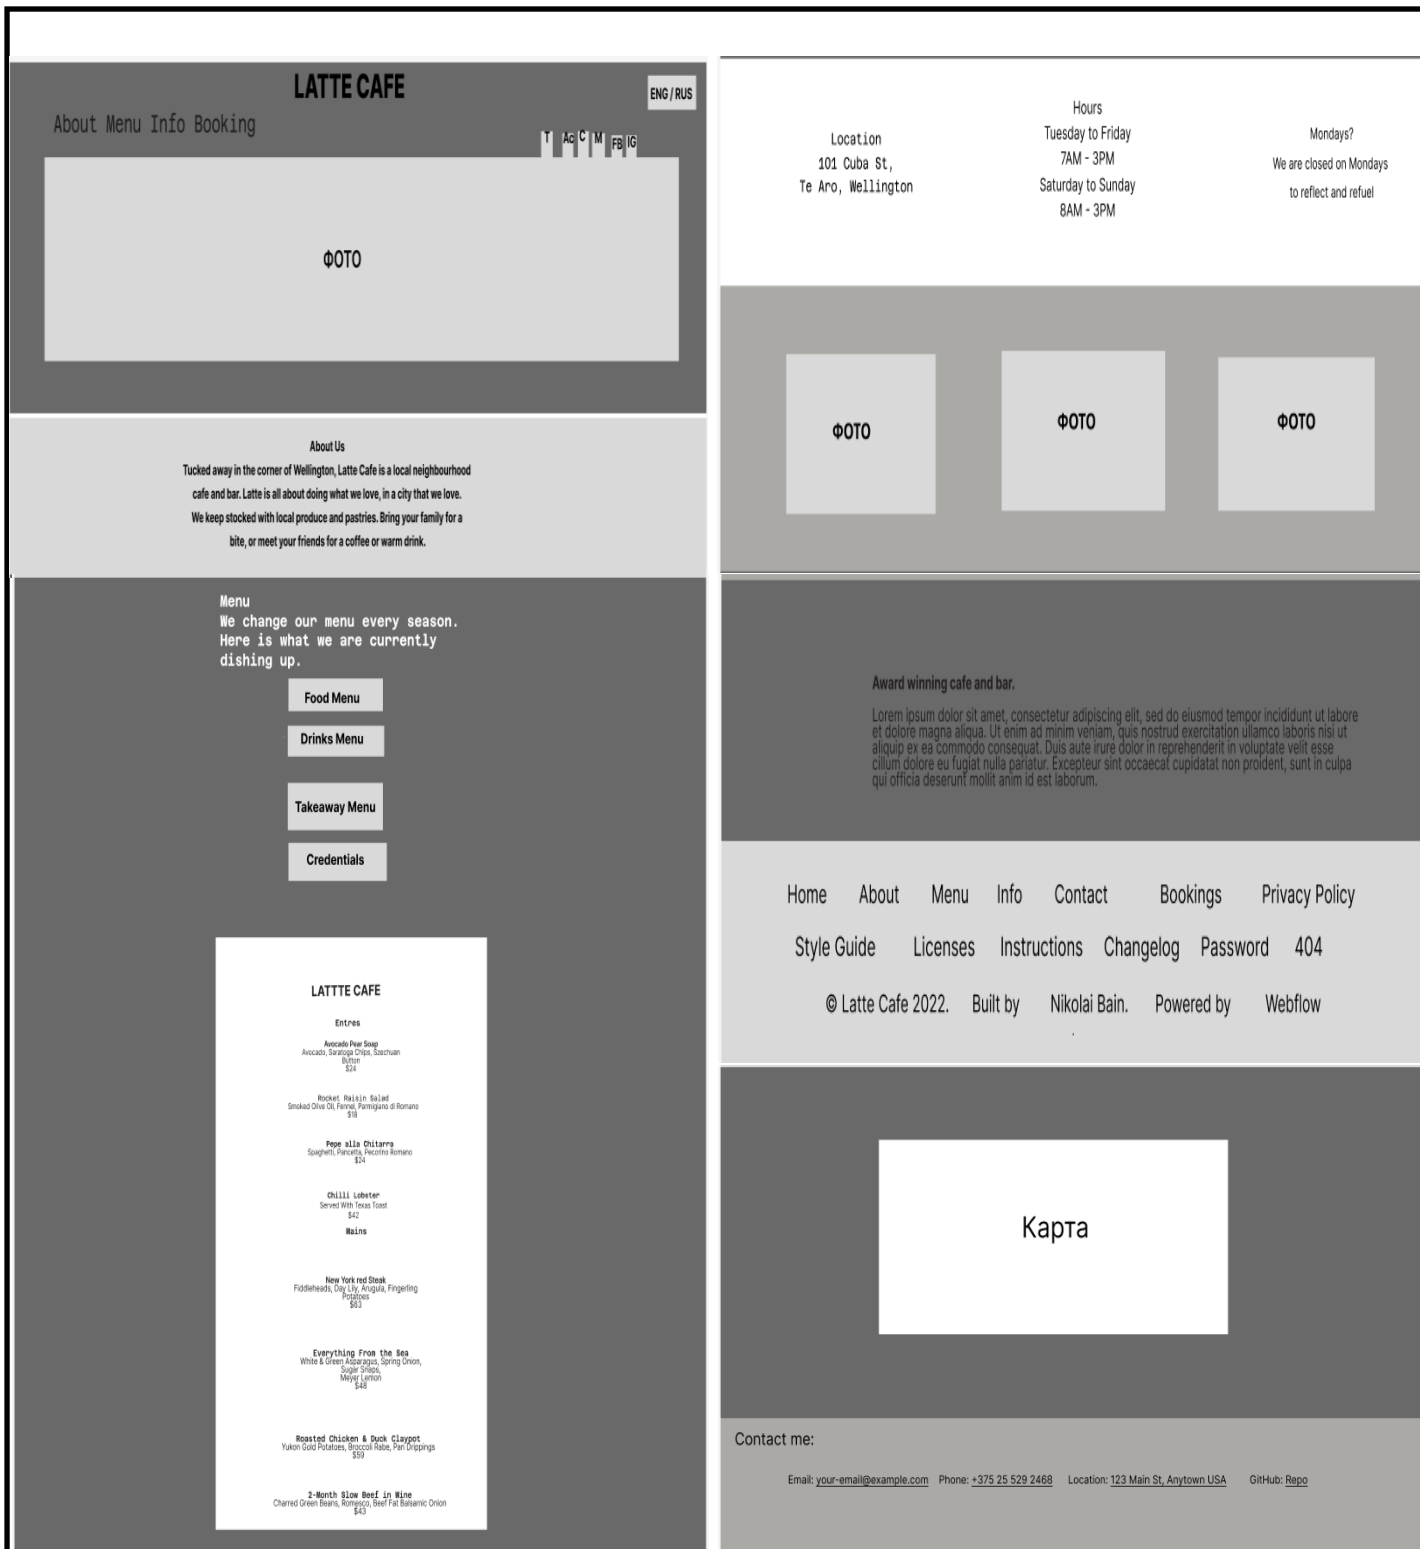 LATTE CAFE
ENG / RUS
About Menu Info Booking
T Ac C M FB IG
ФОТО
About Us
Tucked away in the corner of Wellington, Latte Cafe is a local neighbourhood
cafe and bar. Latte is all about doing what we love, in a city that we love.
We keep stocked with local produce and pastries. Bring your family for a
bite, or meet your friends for a coffee or warm drink.
Menu
We change our menu every season.
Here is what we are currently
dishing up.
Food Menu
Drinks Menu
Takeaway Menu
Credentials
LATTTE CAFE
Entres
Avocado Pear Soap
Avocado, Saratoga Chips, Szechuan
Button
$24
Rocket Raisin Salad
Smoked Olive Oil, Fennel, Parmigiano di Romano
$18
Pepe alla Chitarra
Spaghetti, Pancetta, Pecorino Romano
$24
Chilli Lobster
Served With Texas Toast
$42
Mains
New York red Steak
Fiddleheads, Day Lily, Arugula, Fingerling
Potatoes
$63
Everything From the Sea
White & Green Asparagus, Spring Onion,
Sugar Snaps,
Meyer Lemon
$48
Roasted Chicken & Duck Claypot
Yukon Gold Potatoes, Broccoli Rabe, Pan Drippings
$59
2-Month Slow Beef in Wine
Charred Green Beans, Romesco, Beef Fat Balsamic Onion
$43
Location
101 Cuba St,
Te Aro, Wellington
Hours
Tuesday to Friday
7AM - 3PM
Saturday to Sunday
8AM - 3PM
Mondays?
We are closed on Mondays
to reflect and refuel
ФОТО
ФОТО
ФОТО
Award winning cafe and bar.
Lorem ipsum dolor sit amet, consectetur adipiscing elit, sed do eiusmod tempor incididunt ut labore
et dolore magna aliqua. Ut enim ad minim veniam, quis nostrud exercitation ullamco laboris nisi ut
aliquip ex ea commodo consequat. Duis aute irure dolor in reprehenderit in voluptate velit esse
cillum dolore eu fugiat nulla pariatur. Excepteur sint occaecat cupidatat non proident, sunt in culpa
qui officia deserunt mollit anim id est laborum.
Home About Menu Info Contact Bookings Privacy Policy
Style Guide Licenses Instructions Changelog Password 404
© Latte Cafe 2022. Built by Nikolai Bain. Powered by Webflow
.
Карта
Contact me:
Email: your-email@example.com Phone: +375 25 529 2468 Location: 123 Main St, Anytown USA GitHub: Repo